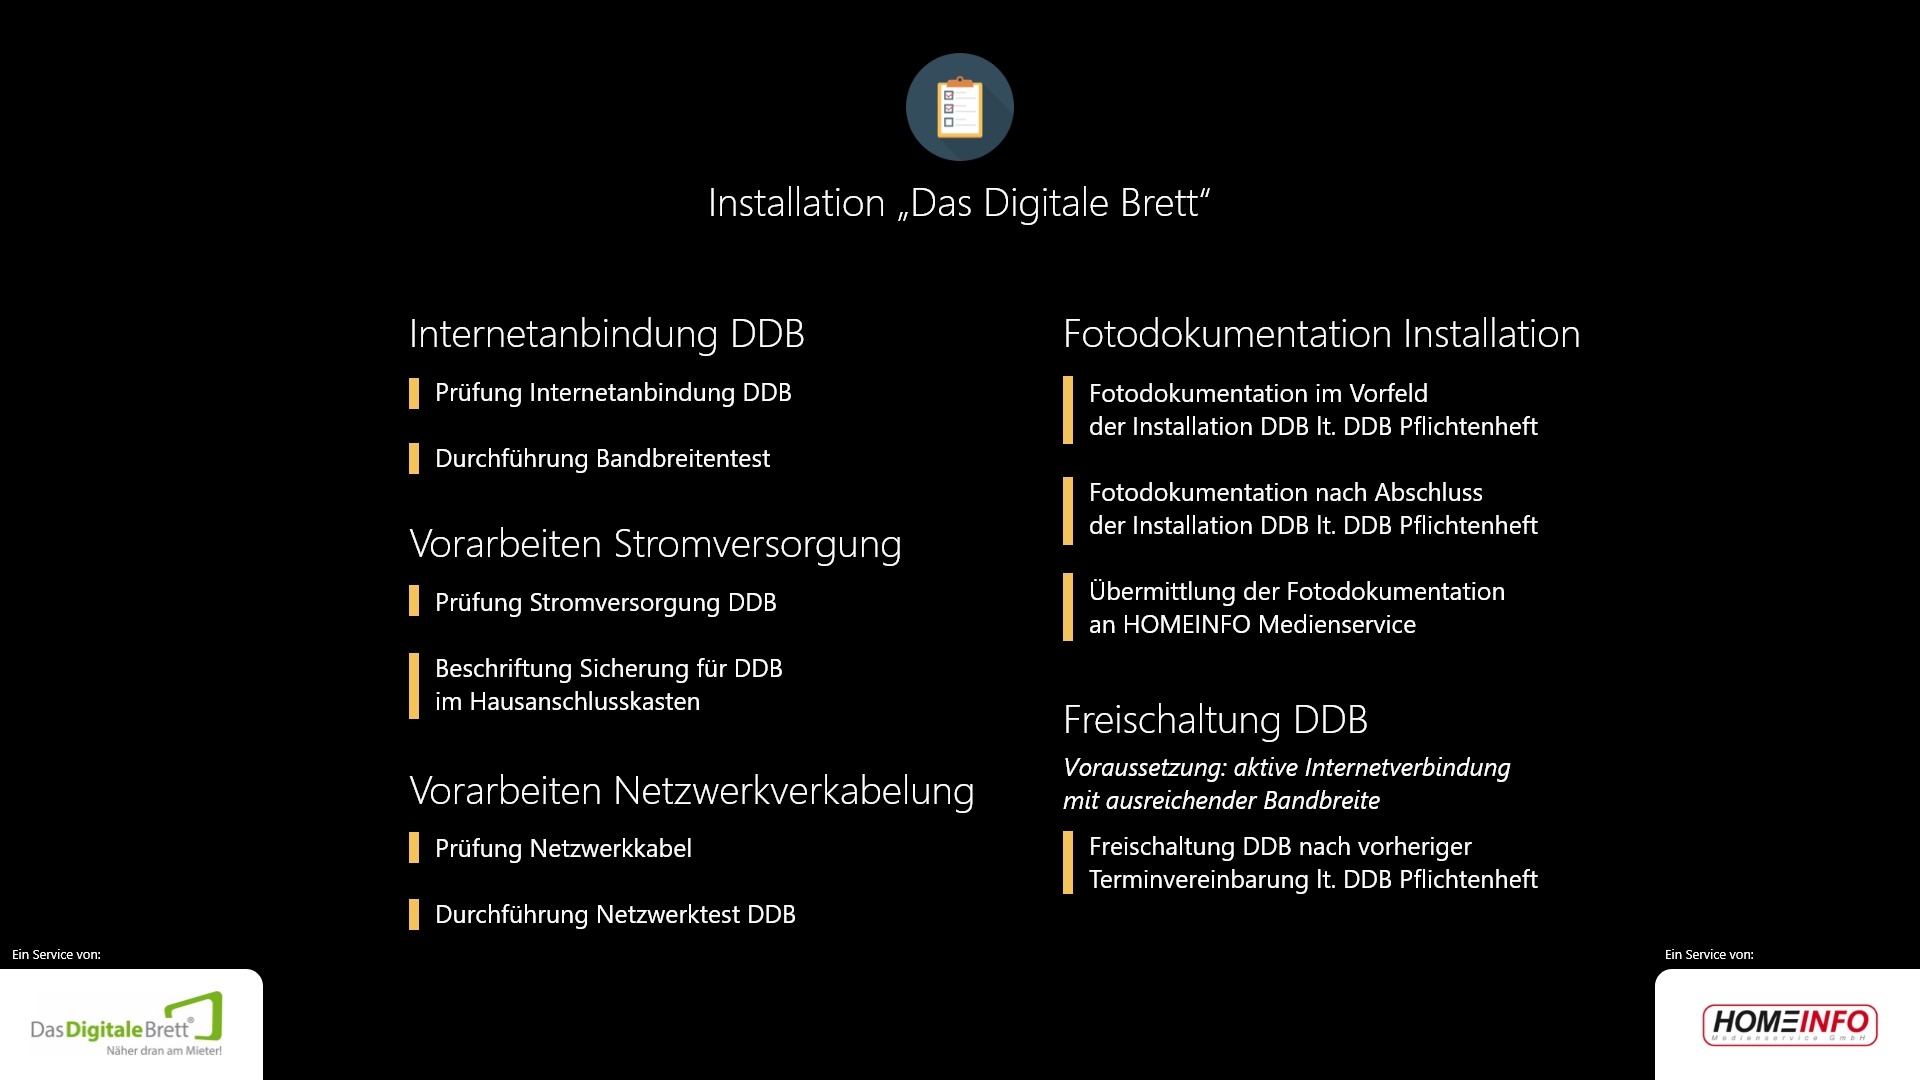 Installation „Das Digitale Brett“
Internetanbindung DDB
Prüfung Internetanbindung DDB
Durchführung Bandbreitentest
Vorarbeiten Stromversorgung
Prüfung Stromversorgung DDB
Beschriftung Sicherung für DDB
im Hausanschlusskasten
Vorarbeiten Netzwerkverkabelung
Prüfung Netzwerkkabel
Durchführung Netzwerktest DDB
Fotodokumentation Installation
Fotodokumentation im Vorfeld
der Installation DDB lt. DDB Pflichtenheft
Fotodokumentation nach Abschluss
der Installation DDB lt. DDB Pflichtenheft
Übermittlung der Fotodokumentation
an HOMEINFO Medienservice
Freischaltung DDB
Voraussetzung: aktive Internetverbindung
mit ausreichender Bandbreite
Freischaltung DDB nach vorheriger
Terminvereinbarung lt. DDB Pflichtenheft
Ein Service von:
DasDigitaleBrett®
Näher dran am Mieter!
Ein Service von:
HOMEINFO
Medienservice GmbH